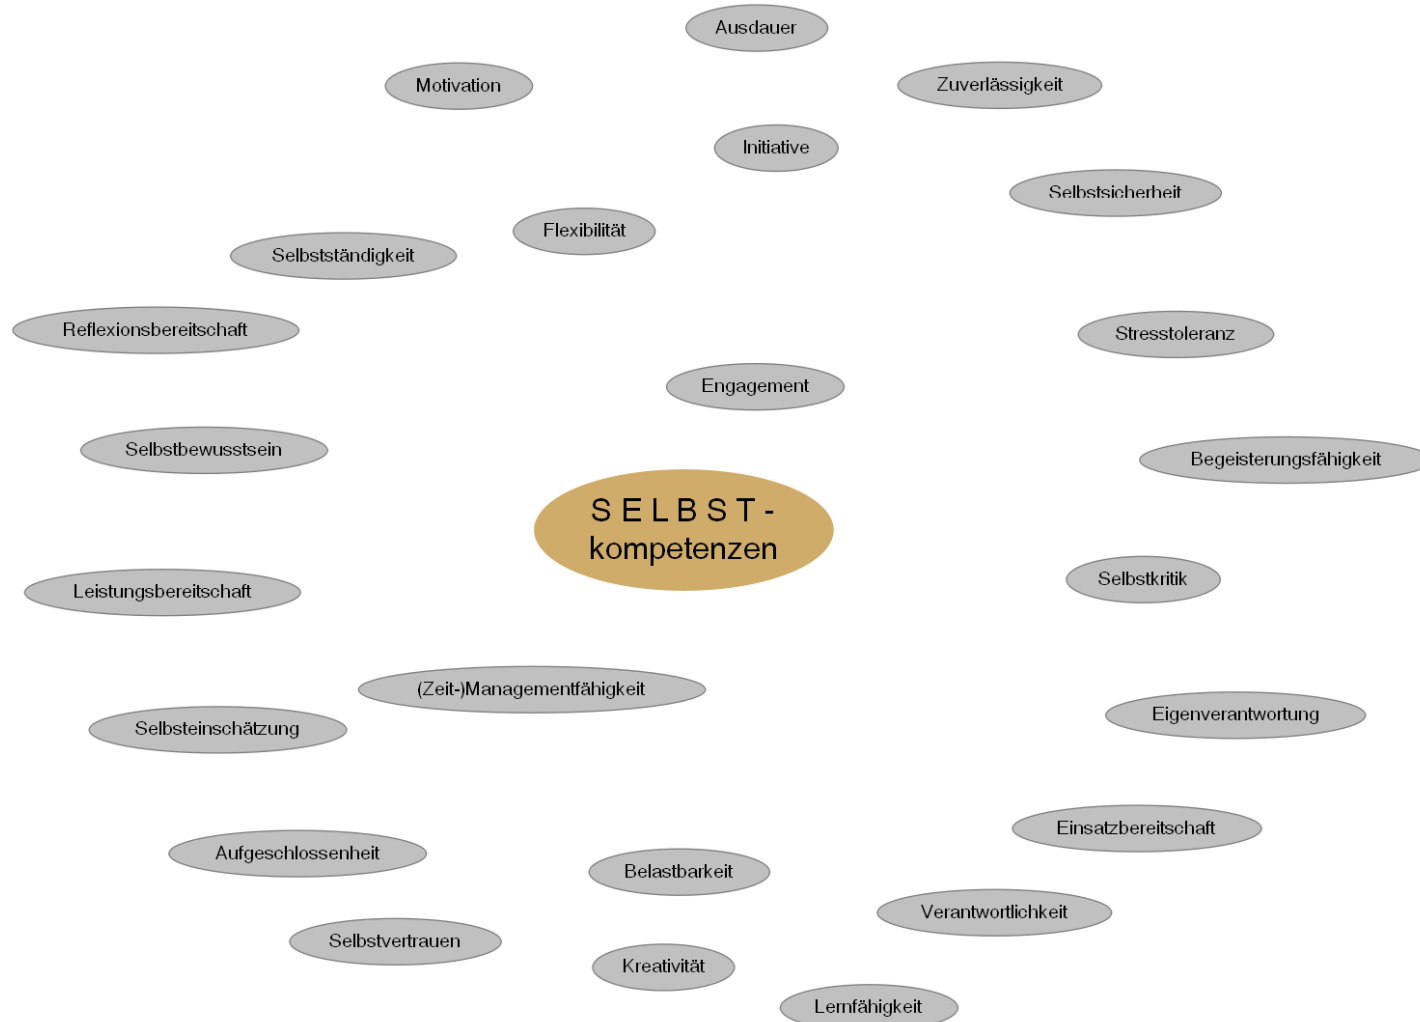 Ausdauer
Motivation
Zuverlässigkeit
Initiative
Selbstsicherheit
Flexibilität
Selbstständigkeit
Reflexionsbereitschaft
Stresstoleranz
Engagement
Selbstbewusstsein
Begeisterungsfähigkeit
S E L B S T -
kompetenzen
Selbstkritik
Leistungsbereitschaft
(Zeit-)Managementfähigkeit
Eigenverantwortung
Selbsteinschätzung
Einsatzbereitschaft
Aufgeschlossenheit
Belastbarkeit
Verantwortlichkeit
Selbstvertrauen
Kreativität
Lernfähigkeit